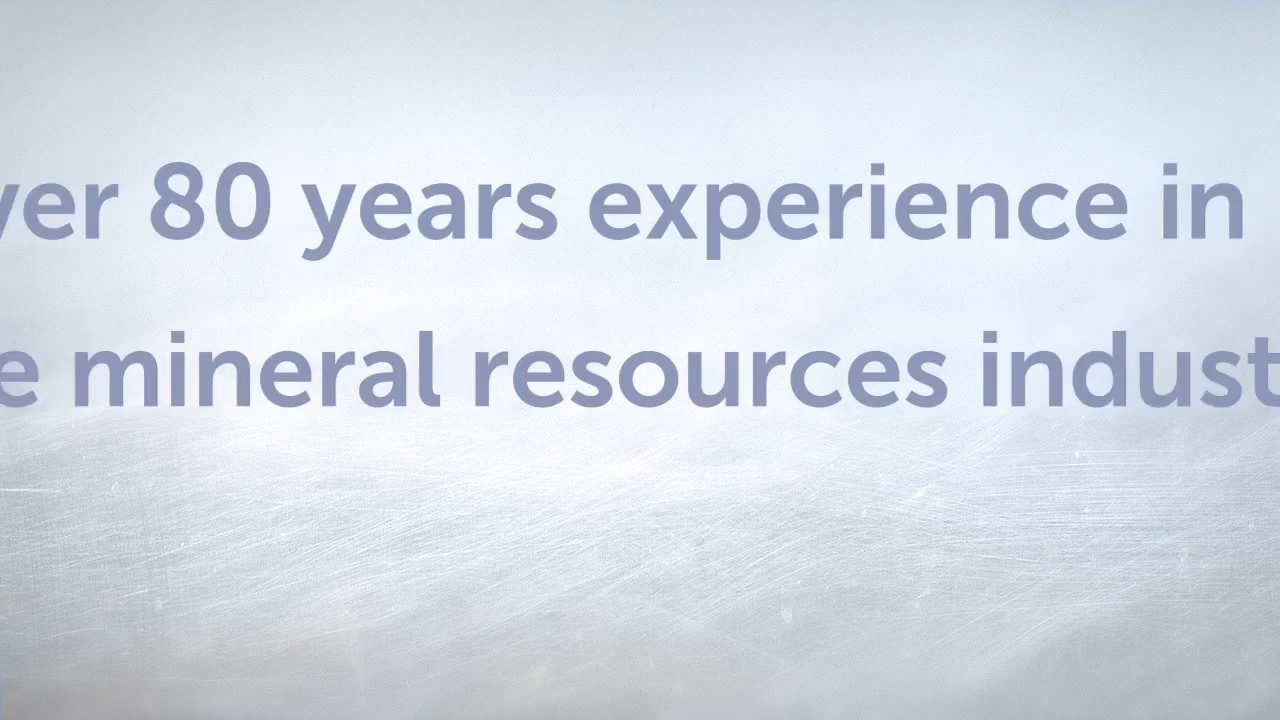 ver 80 years experience in
e mineral resources indust